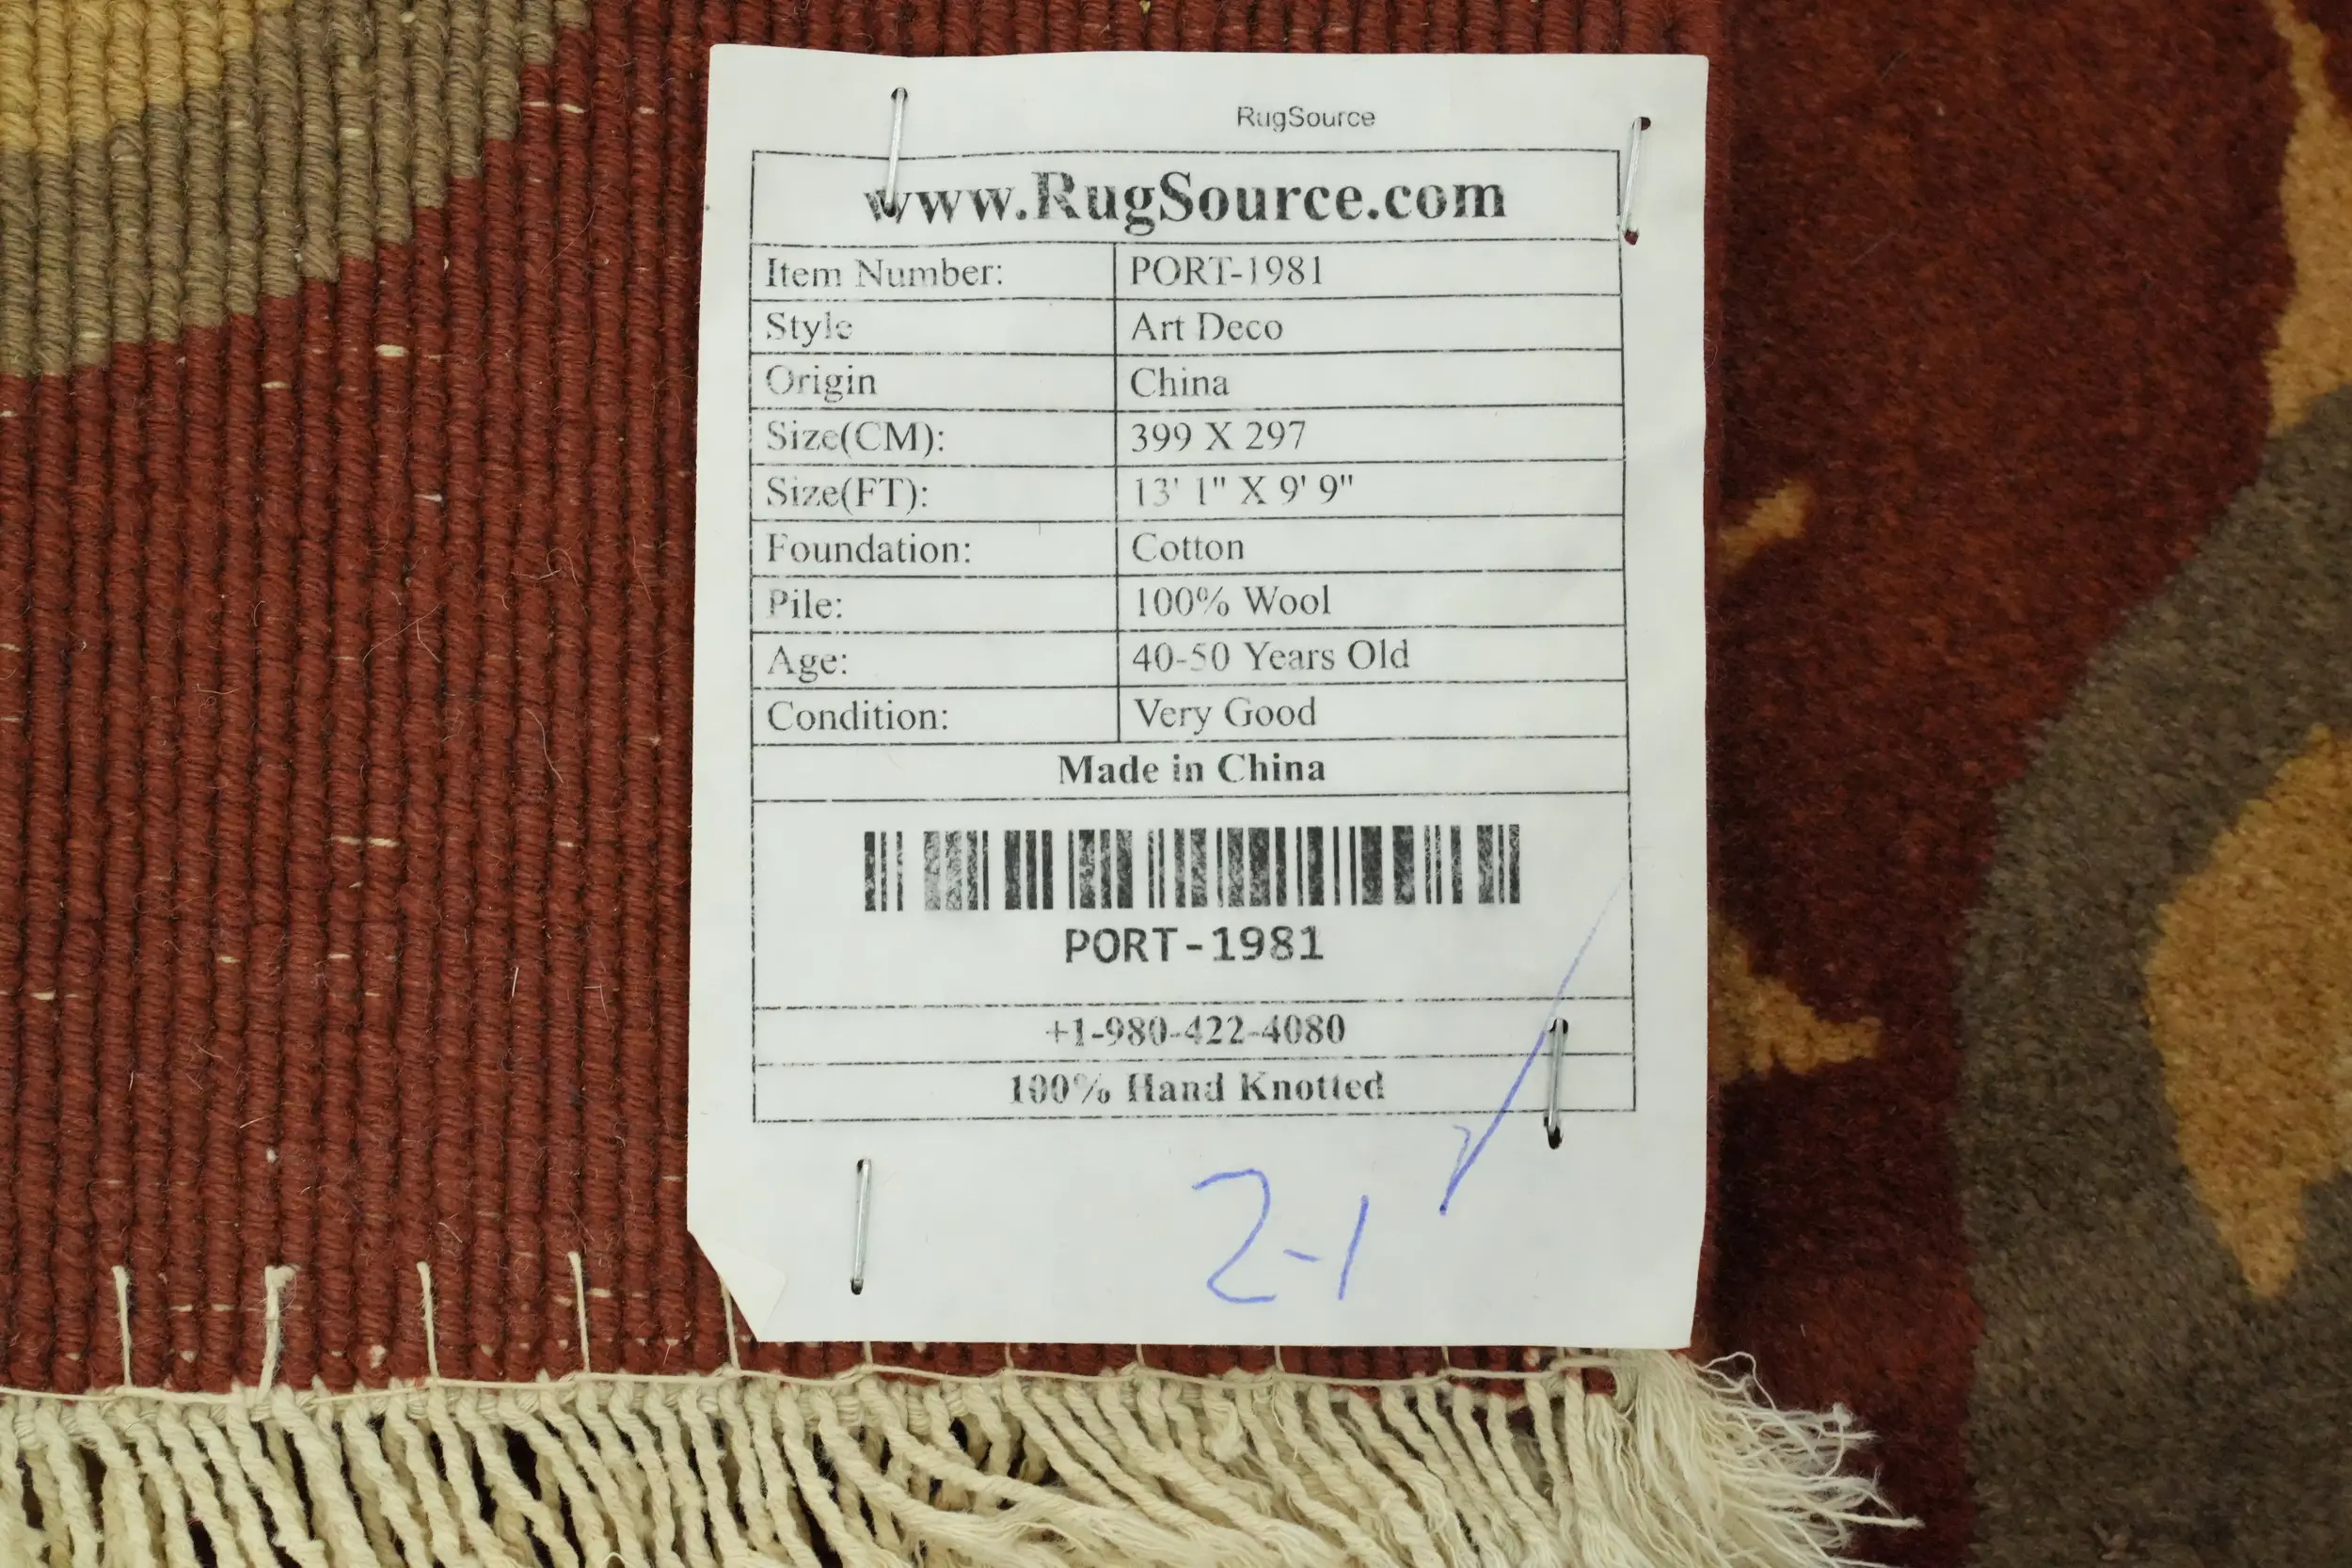 RugSource
www.RugSource.com
Item Number: PORT-1981
Style Art Deco
Origin China
Size(CM): 399 X 297
Size(FT): 13' 1" X 9' 9"
Foundation: Cotton
Pile: 100% Wool
Age: 40-50 Years Old
Condition: Very Good
Made in China
PORT-1981
+1-980-422-4080
100% Hand Knotted
2-1